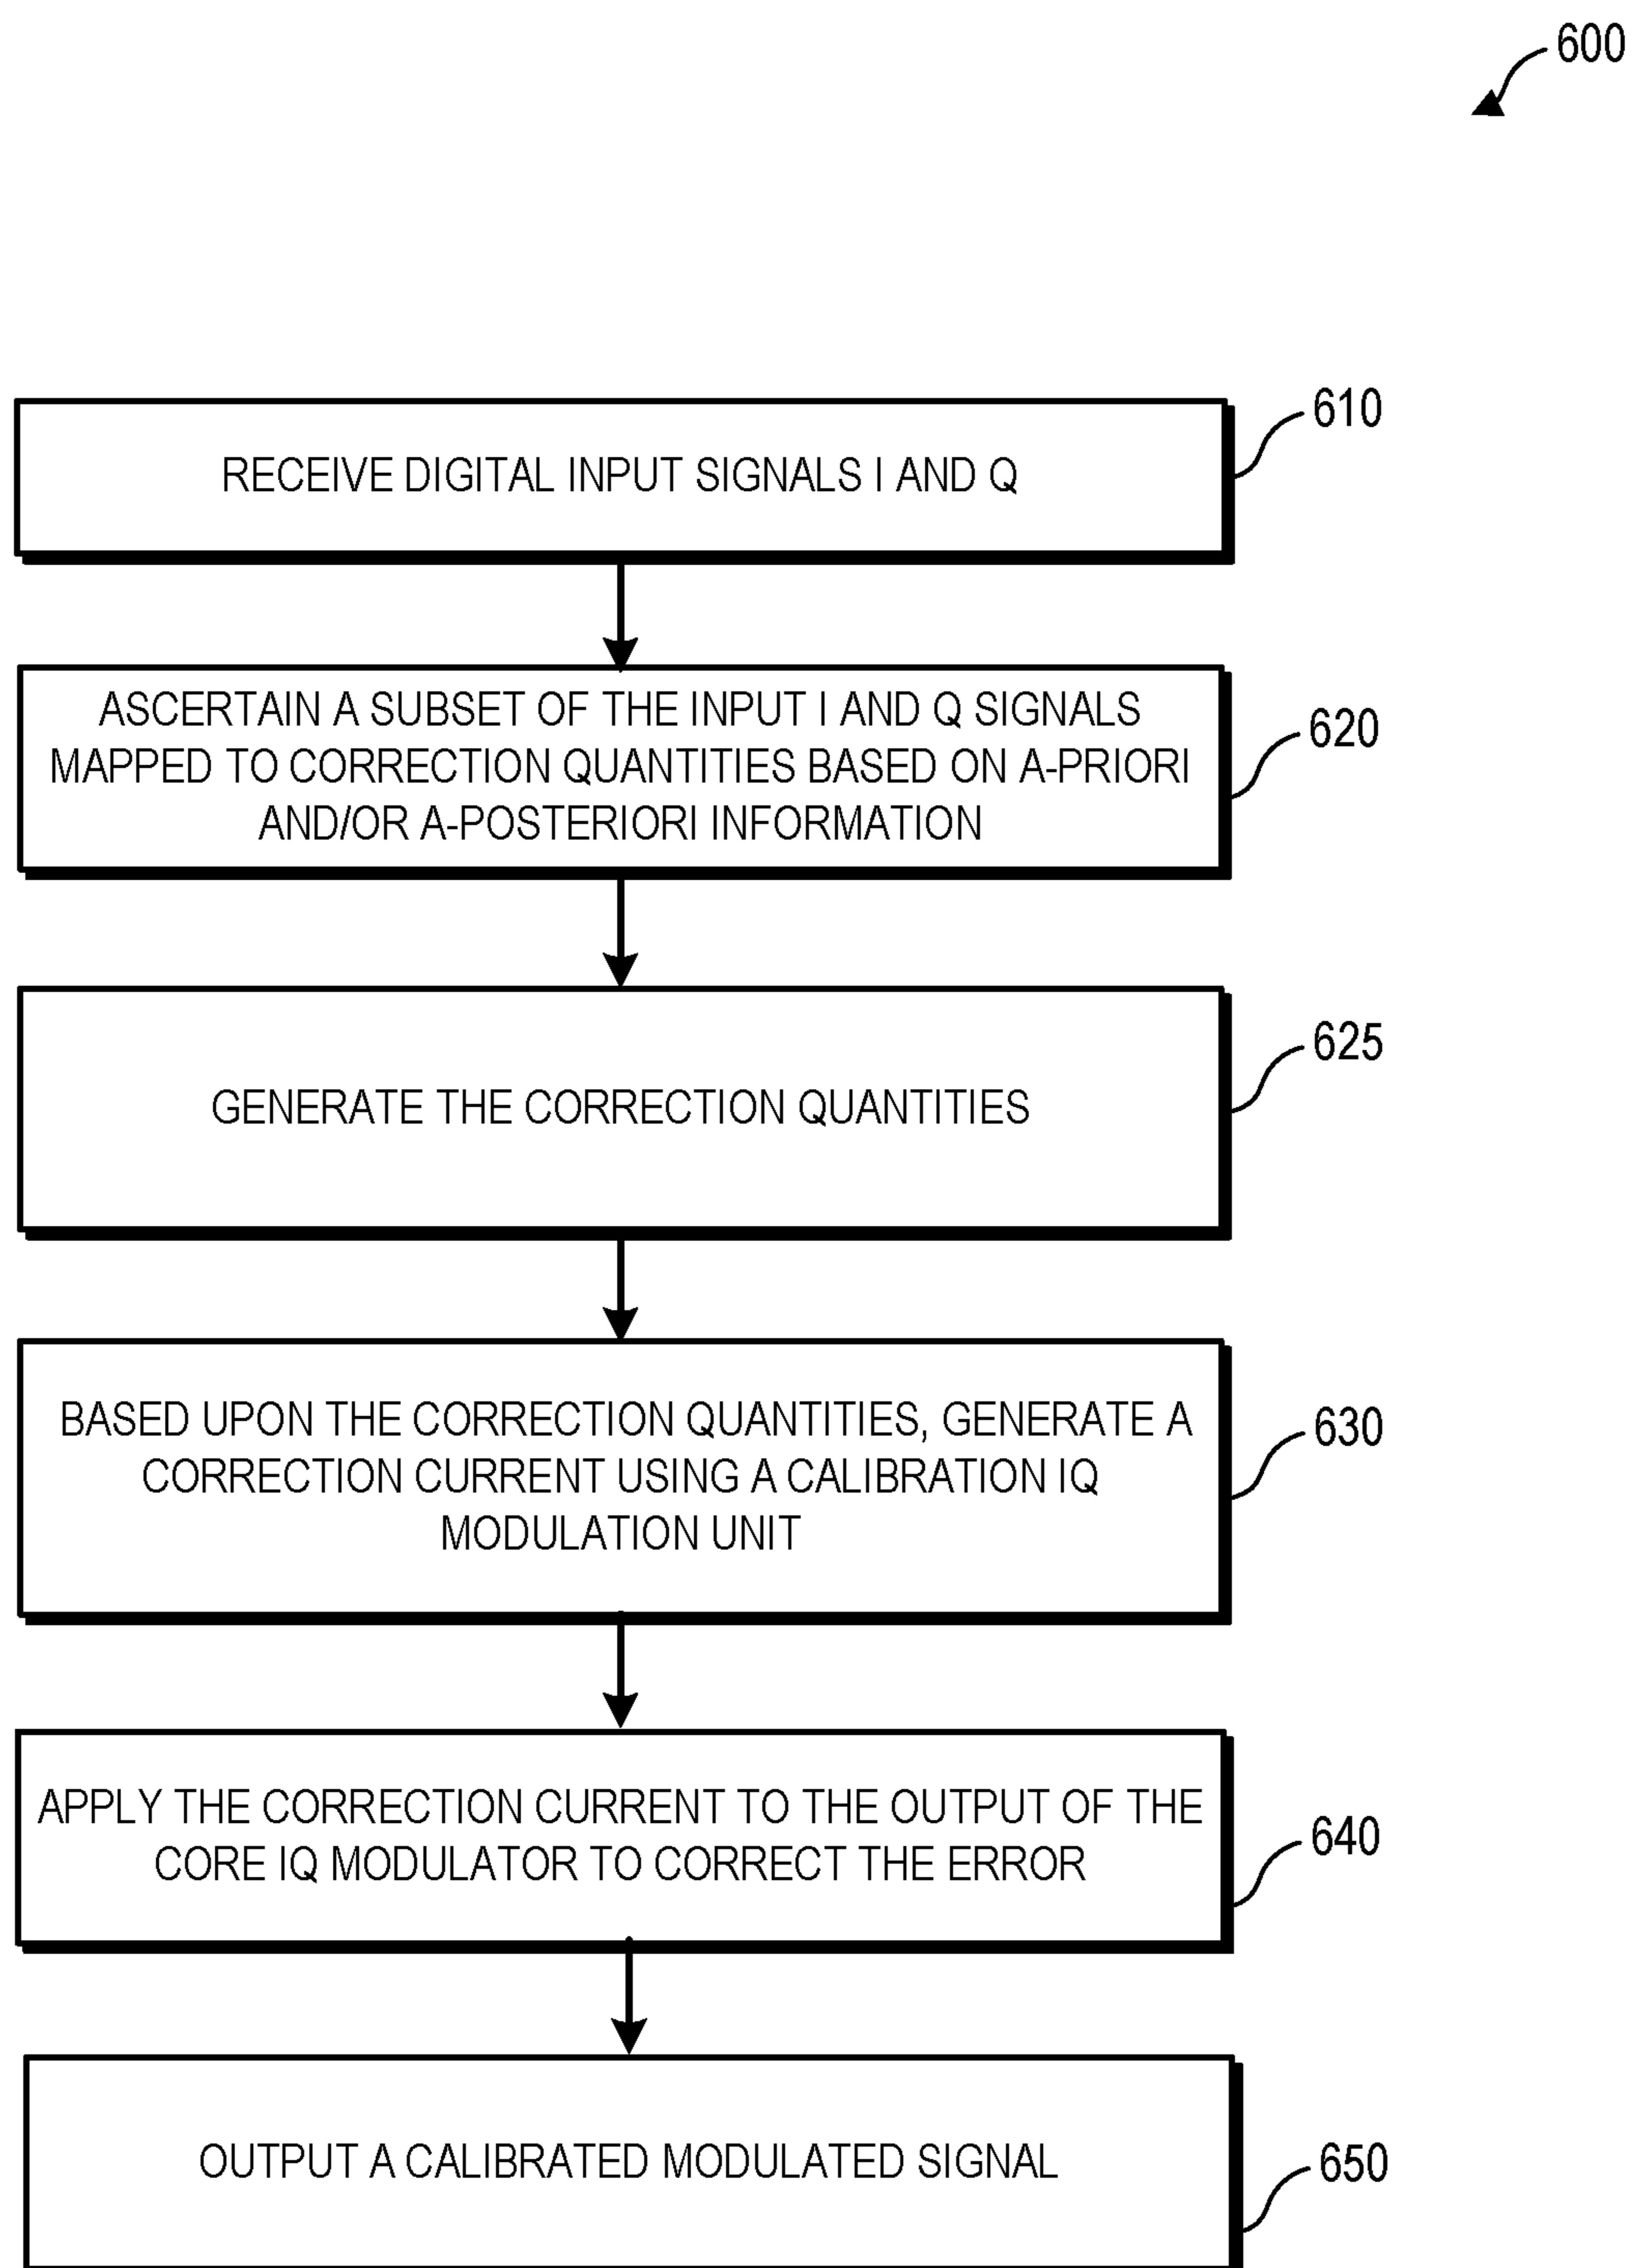 600
RECEIVE DIGITAL INPUT SIGNALS I AND Q
610
ASCERTAIN A SUBSET OF THE INPUT I AND Q SIGNALS
MAPPED TO CORRECTION QUANTITIES BASED ON A-PRIORI
AND/OR A-POSTERIORI INFORMATION
620
GENERATE THE CORRECTION QUANTITIES
625
BASED UPON THE CORRECTION QUANTITIES, GENERATE A
CORRECTION CURRENT USING A CALIBRATION IQ
MODULATION UNIT
630
APPLY THE CORRECTION CURRENT TO THE OUTPUT OF THE
CORE IQ MODULATOR TO CORRECT THE ERROR
640
OUTPUT A CALIBRATED MODULATED SIGNAL
650